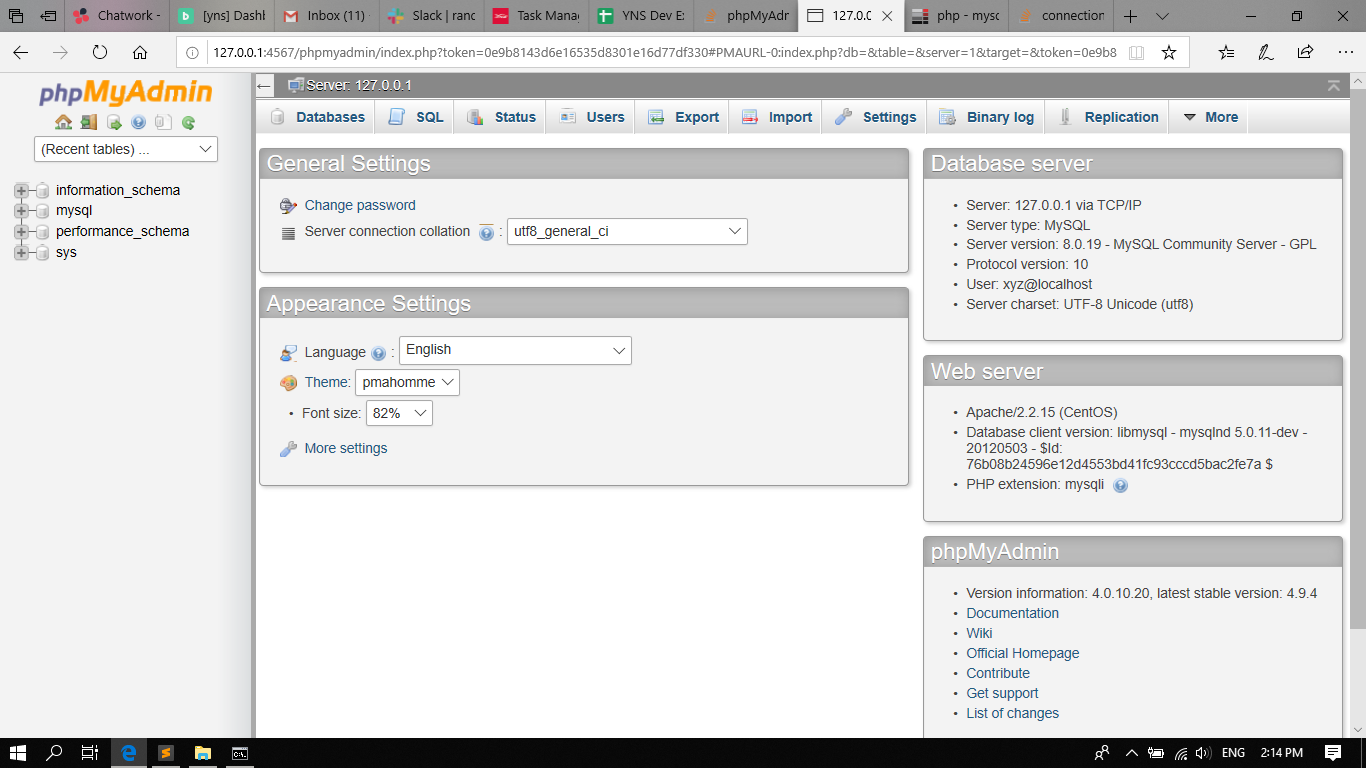 Chatwork -
[yns] Dashb
Inbox (11) -
Slack | ranc
Task Manag
YNS Dev Ex
phpMyAdr
127.0.0
php - mysq
connection
127.0.0.1:4567/phpmyadmin/index.php?token=0e9b8143d6e16535d8301e16d77df330#PMAURL-0:index.php?db=&table=&server=1&target=&token=0e9b8
phpMyAdmin
(Recent tables) ...
information_schema
mysql
performance_schema
sys
Server: 127.0.0.1
Databases
SQL
Status
Users
Export
Import
Settings
Binary log
Replication
More
General Settings
Change password
Server connection collation
:
utf8_general_ci
Appearance Settings
Language
:
English
Theme:
pmahomme
• Font size:
82%
More settings
Database server
• Server: 127.0.0.1 via TCP/IP
• Server type: MySQL
• Server version: 8.0.19 - MySQL Community Server - GPL
• Protocol version: 10
• User: xyz@localhost
• Server charset: UTF-8 Unicode (utf8)
Web server
• Apache/2.2.15 (CentOS)
• Database client version: libmysql - mysqlnd 5.0.11-dev -
20120503 - $Id:
76b08b24596e12d4553bd41fc93cccd5bac2fe7a $
• PHP extension: mysqli
phpMyAdmin
• Version information: 4.0.10.20, latest stable version: 4.9.4
• Documentation
• Wiki
• Official Homepage
• Contribute
• Get support
• List of changes
ENG
2:14 PM